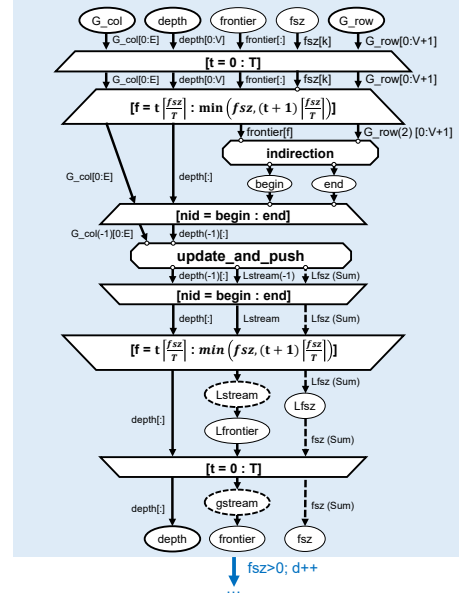 G_col depth frontier fsz G_row
G_col[0:E] depth[0:V] frontier[:] fsz[k] G_row[0:V+1]
[t = 0 : T]
G_col[0:E] depth[0:V] frontier[:] fsz[k] G_row[0:V+1]
[f = t ⌈fsz/T⌉ : min (fsz, (t + 1) ⌈fsz/T⌉)]
frontier[f] G_row(2) [0:V+1]
indirection
G_col[0:E] depth[:] begin end
[nid = begin : end]
G_col(-1)[0:E] depth(-1)[:]
update_and_push
depth(-1)[:] Lstream(-1) Lfsz (Sum)
[nid = begin : end]
depth[:] Lstream Lfsz (Sum)
[f = t ⌈fsz/T⌉ : min (fsz, (t + 1) ⌈fsz/T⌉)]
Lfsz (Sum)
Lstream
Lfsz
depth[:] Lfrontier
fsz (Sum)
[t = 0 : T]
gstream
depth[:] fsz (Sum)
depth frontier fsz
fsz>0; d++
...